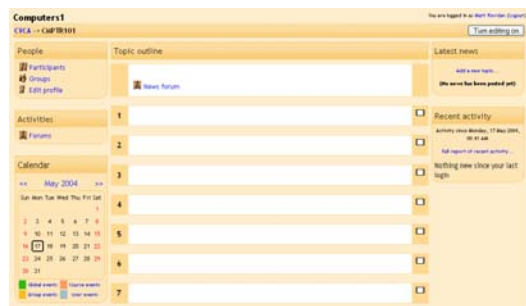 Computers1
You are logged in as Matt Riordan (Logout)
CVCA -> CMPTR101
Turn editing on
People
Participants
Groups
Edit profile
Activities
Forums
Calendar
<< May 2004 >>
Sun Mon Tue Wed Thu Fri Sat
1
2 3 4 5 6 7 8
9 10 11 12 13 14 15
16 17 18 19 20 21 22
23 24 25 26 27 28 29
30 31
Global events Course events
Group events User events
Topic outline
News forum
1
2
3
4
5
6
7
Latest news
Add a new topic...
(No news has been posted yet)
Recent activity
Activity since Monday, 17 May 2004,
AM
Full report of recent activity...
Nothing new since your last
login